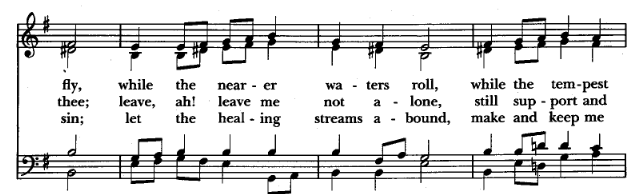 fly, while the near - er wa - ters roll, while the tem - pest
thee; leave, ah! leave me not a - lone, still sup - port and
sin; let the heal - ing streams a - bound, make and keep me